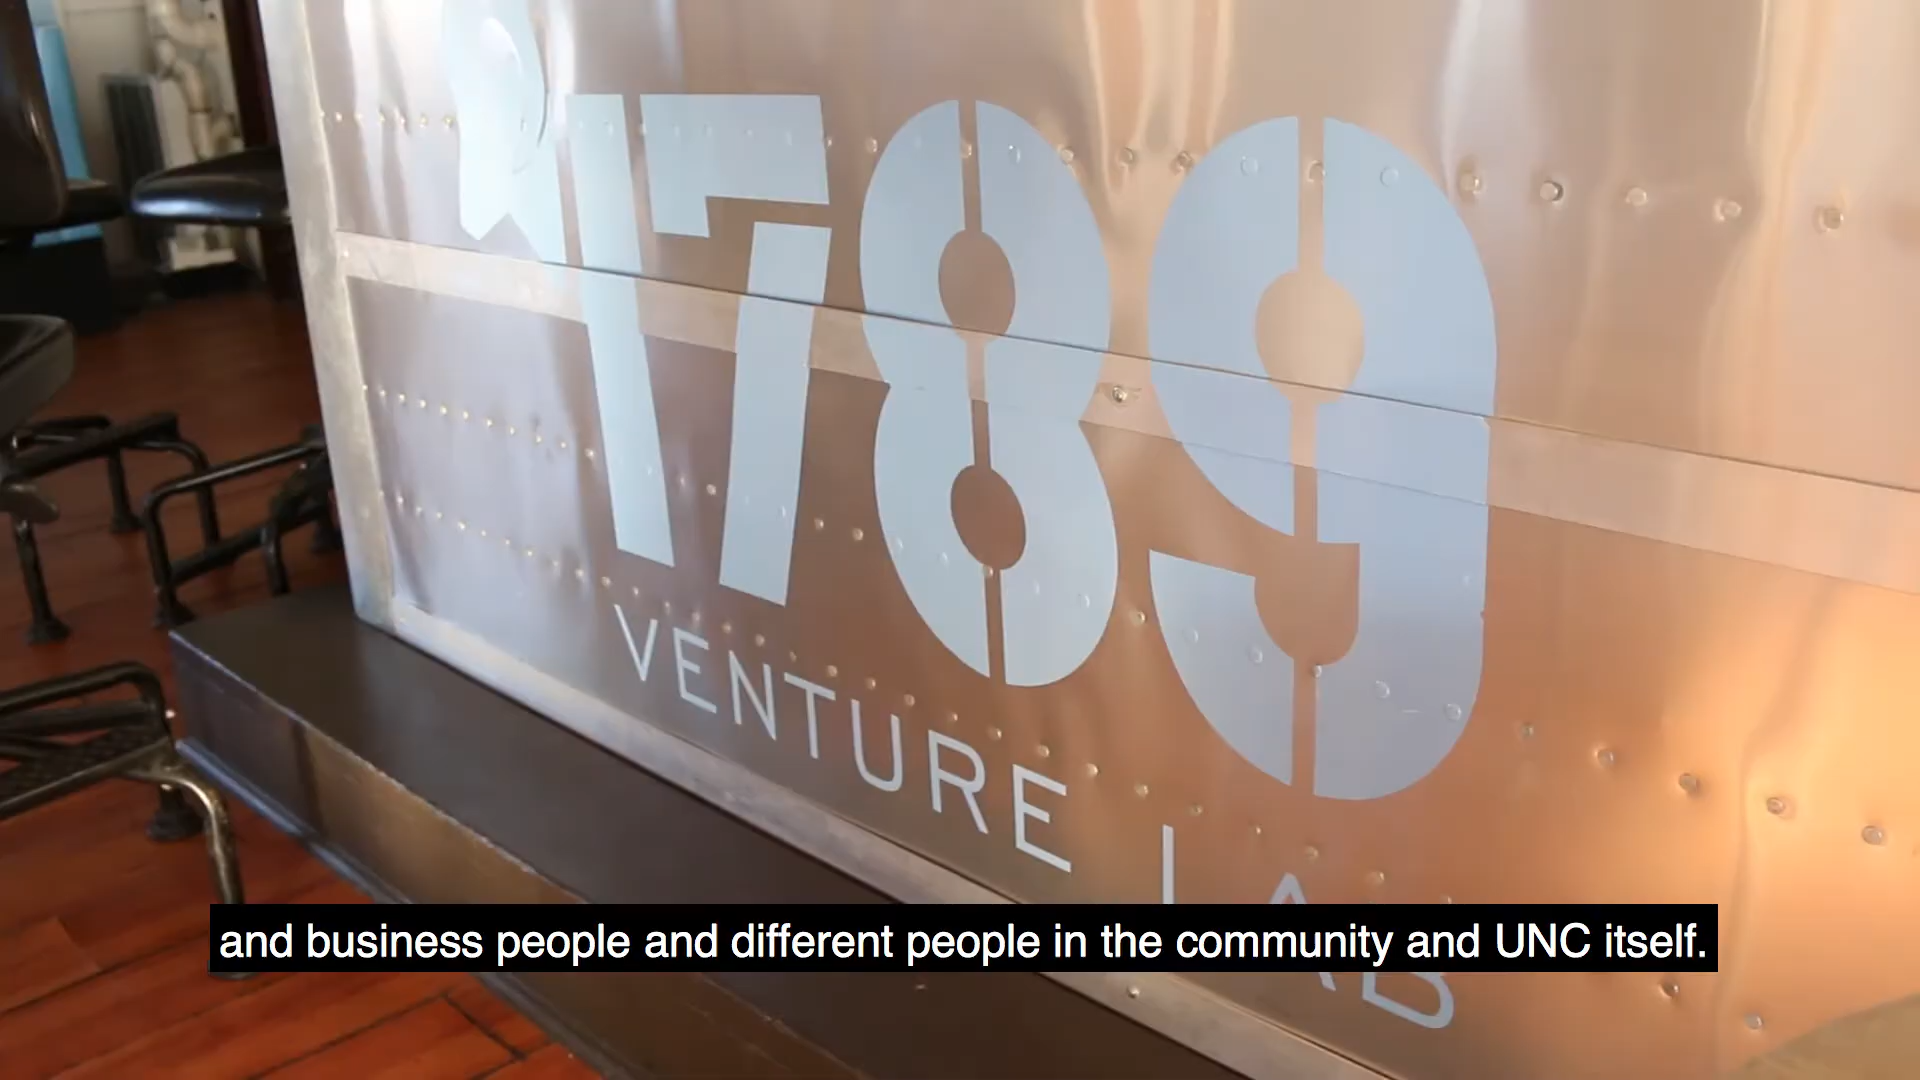 1789
VENTURE LAB
and business people and different people in the community and UNC itself.